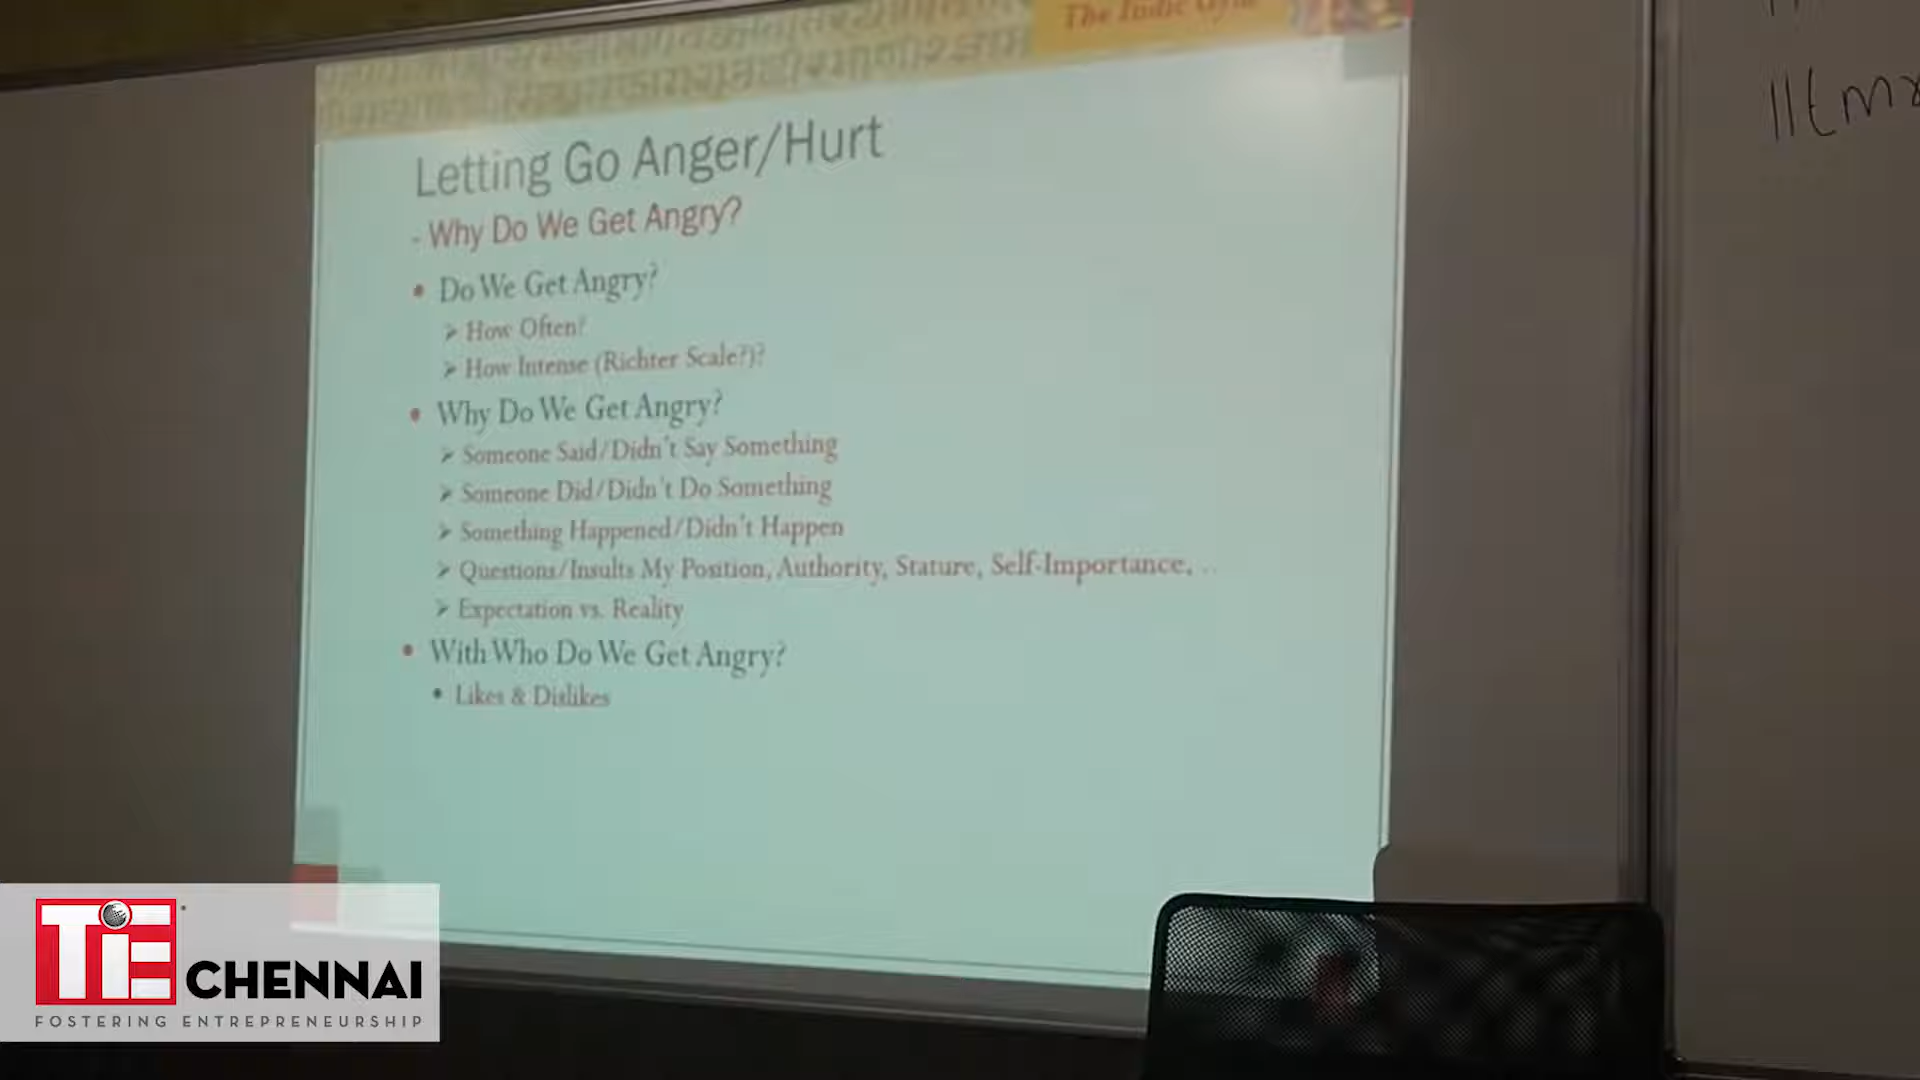 The Indic Gym
Letting Go Anger/Hurt
- Why Do We Get Angry?
• Do We Get Angry?
➢ How Often?
➢ How Intense (Richter Scale?)?
• Why Do We Get Angry?
➢ Someone Said/Didn't Say Something
➢ Someone Did/Didn't Do Something
➢ Something Happened/Didn't Happen
➢ Questions/Insults My Position, Authority, Stature, Self-Importance, ..
➢ Expectation vs. Reality
• With Who Do We Get Angry?
• Likes & Dislikes
TiE CHENNAI
FOSTERING ENTREPRENEURSHIP